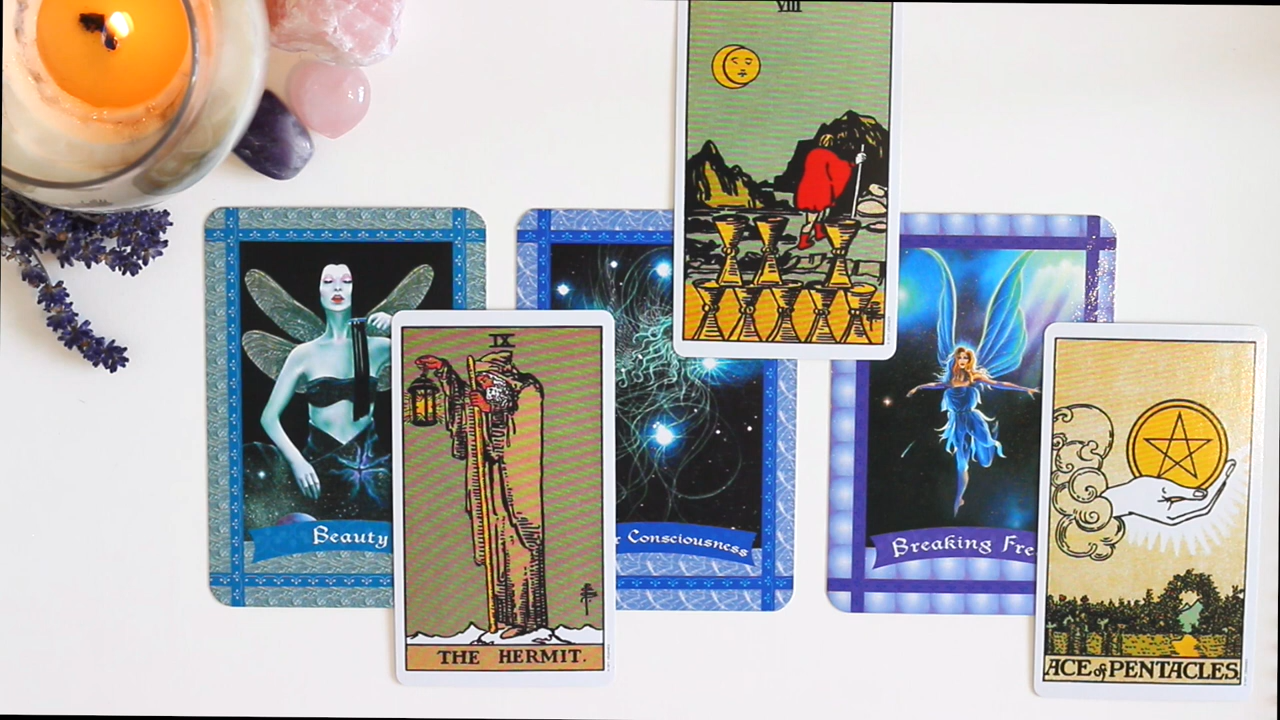 VIII
IX
THE HERMIT.
Beauty
r Consciousness
Breaking Fre
ACE of PENTACLES.